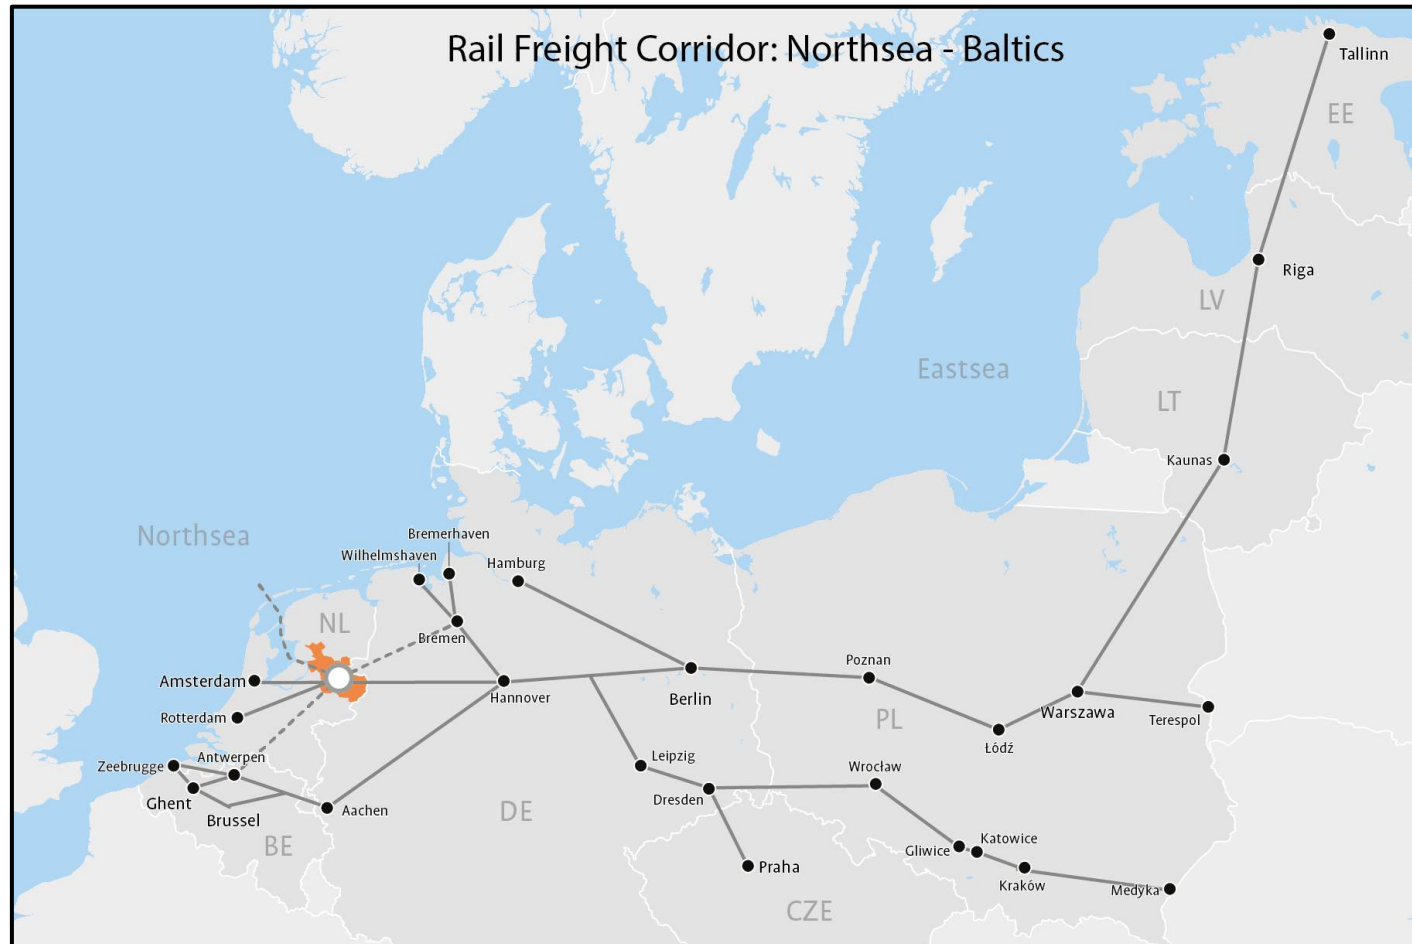 Rail Freight Corridor: Northsea - Baltics
Tallinn
EE
Riga
LV
Eastsea
LT
Kaunas
Northsea
Bremerhaven
Wilhelmshaven
Hamburg
NL
Bremen
Poznan
Amsterdam
Hannover
Berlin
Warszawa
Rotterdam
PL
Terespol
Łódź
Antwerpen
Leipzig
Zeebrugge
Wrocław
Ghent
Dresden
Aachen
DE
Brussel
BE
Katowice
Gliwice
Praha
Kraków
Medyka
CZE